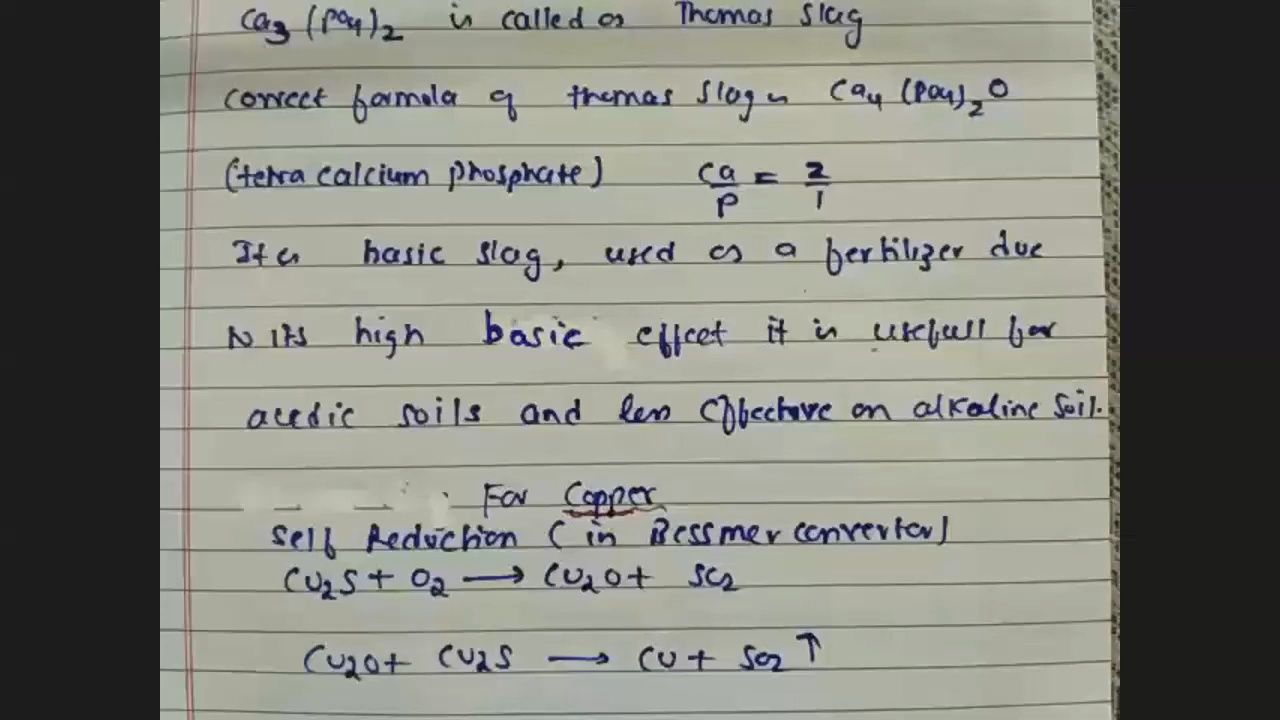 Ca3 (PO4)2 is called as Thomas slag
correct formula of thomas slag is Ca4 (PO4)2O
(tetra calcium phosphate) Ca/P = 2/1
It is basic slag, used as a fertilizer due
to its high basic effect it is usefull for
acedic soils and less effective on alkaline soil.
For Copper
Self Reduction (in Bessmer convertor)
Cu2S + O2 → Cu2O + SO2
Cu2O + Cu2S → Cu + SO2 ↑